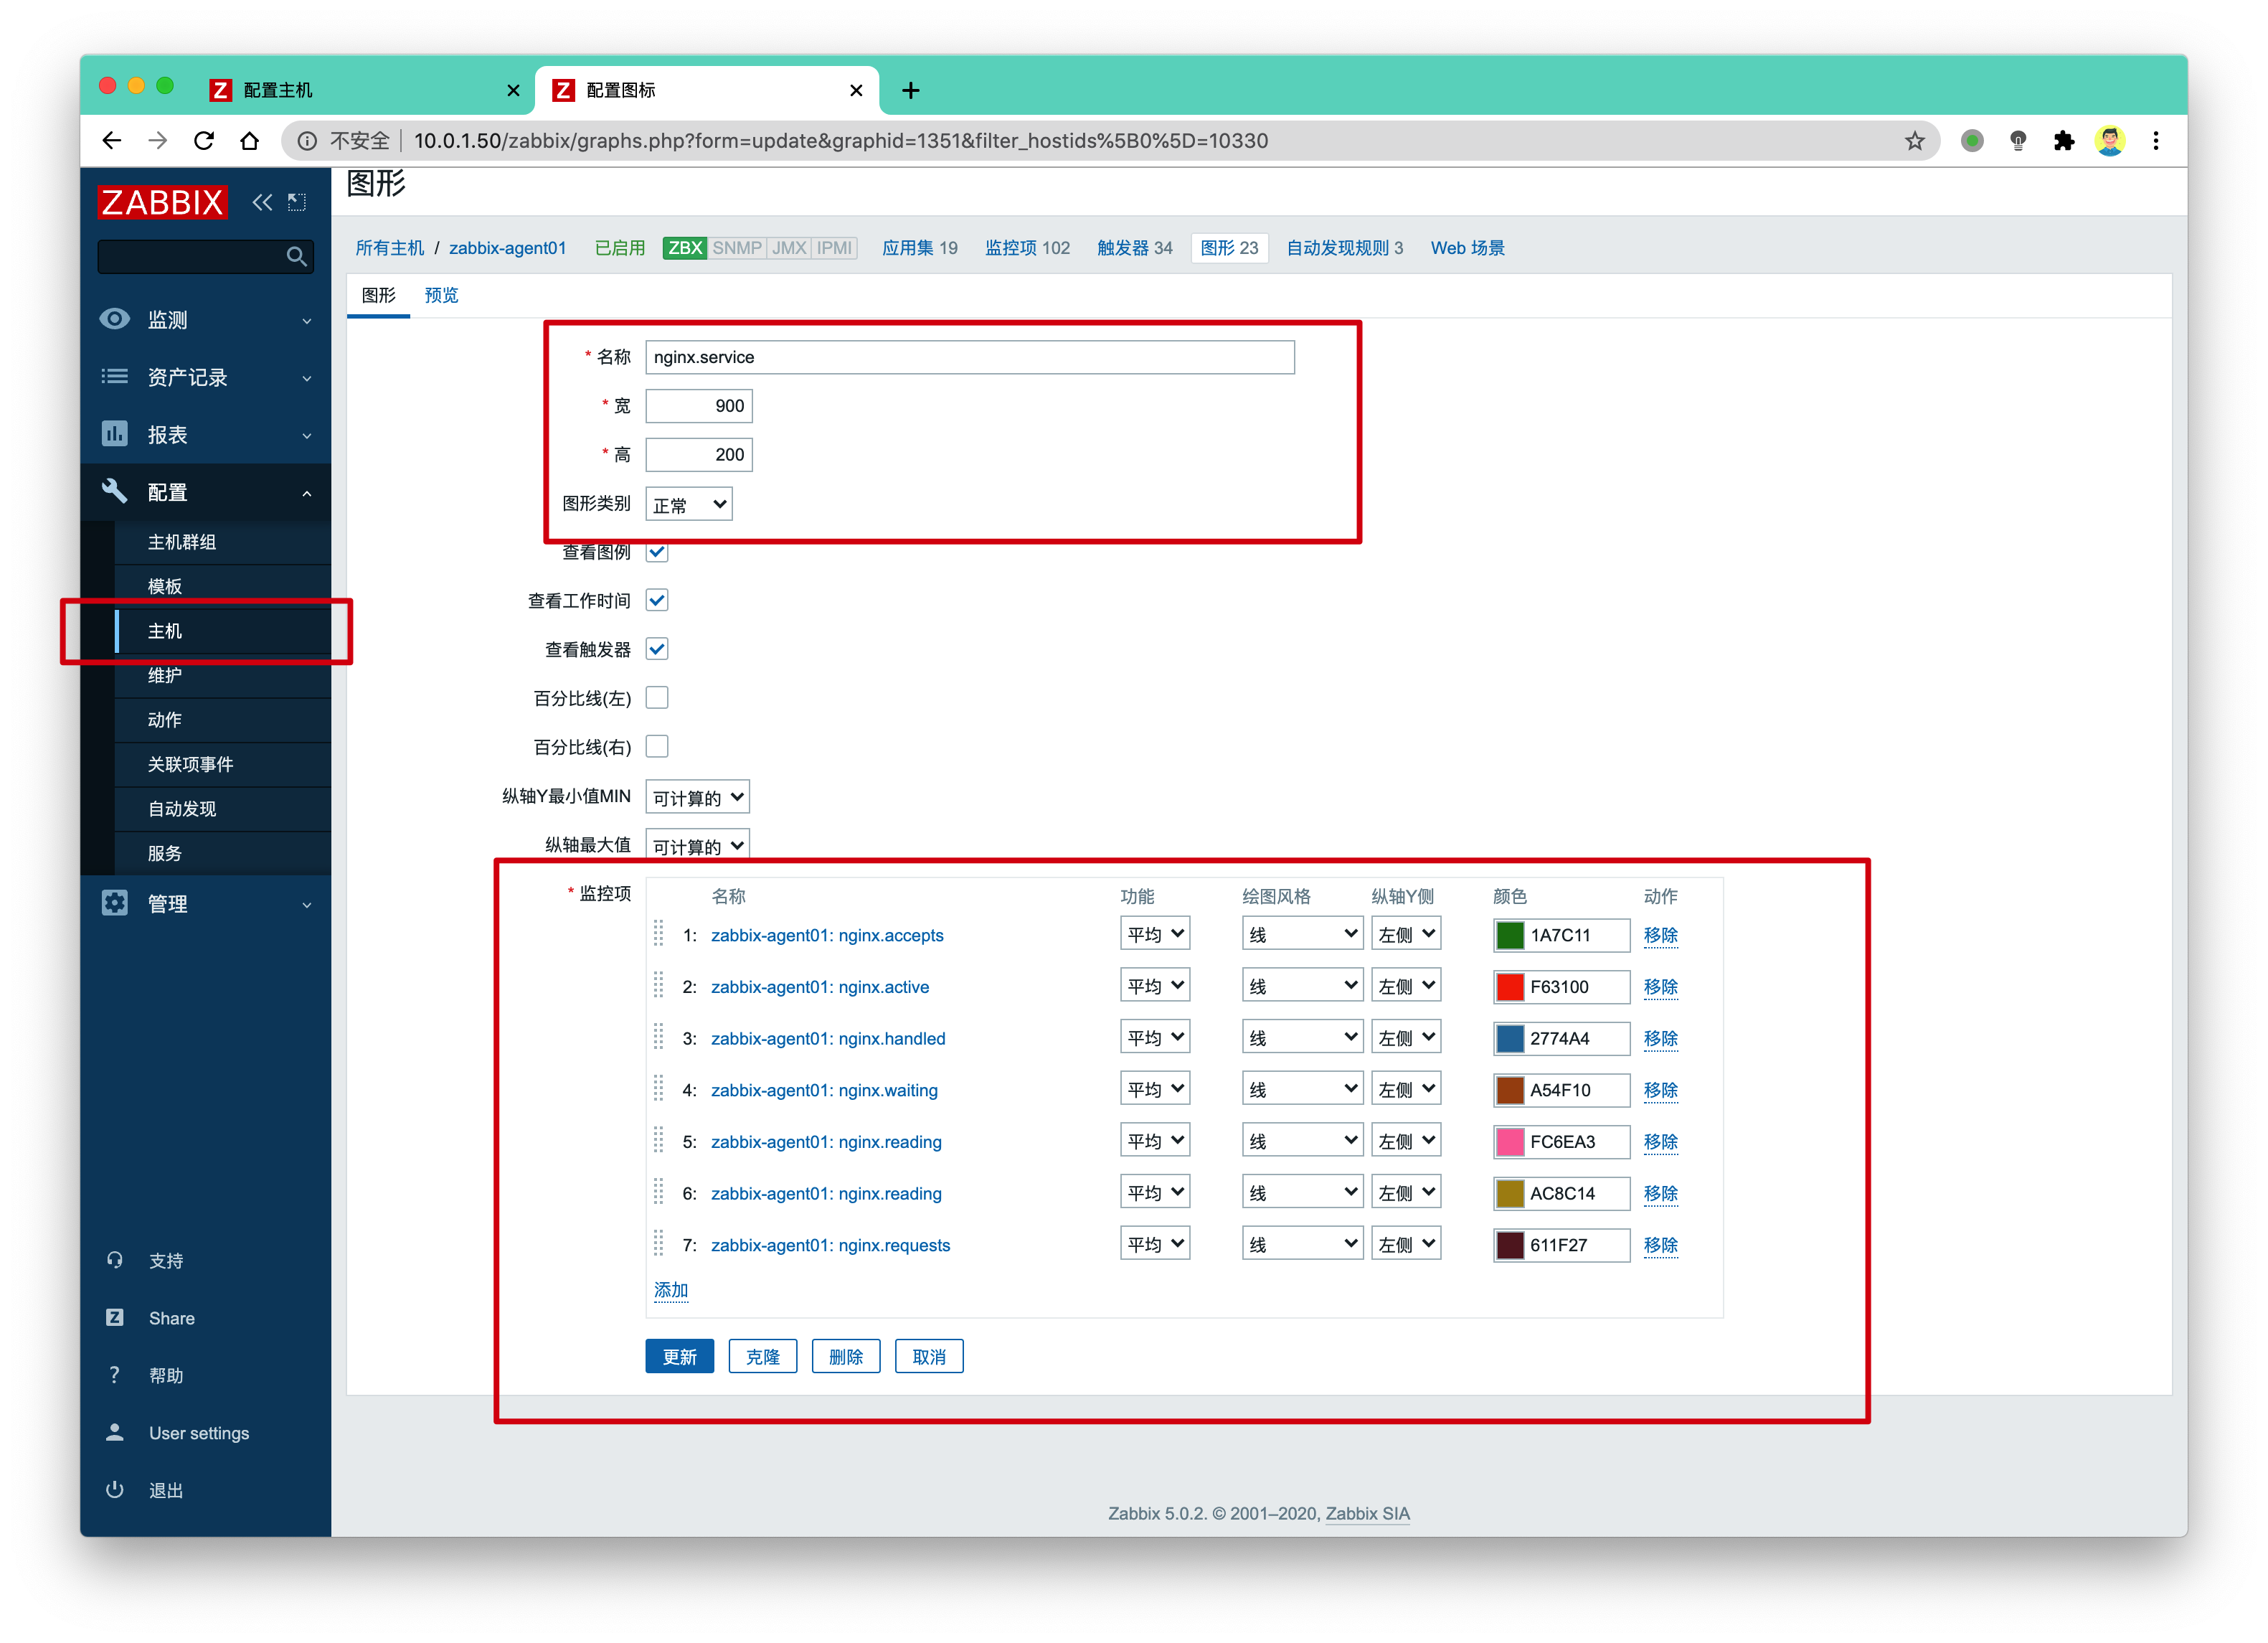 配置主机
配置图标
不安全 10.0.1.50/zabbix/graphs.php?form=update&graphid=1351&filter_hostids%5B0%5D=10330
ZABBIX
图形
所有主机 / zabbix-agent01 已启用 ZBX SNMP JMX IPMI 应用集 19 监控项 102 触发器 34 图形 23 自动发现规则 3 Web 场景
监测
资产记录
报表
配置
主机群组
模板
主机
维护
动作
关联项事件
自动发现
服务
管理
支持
Share
帮助
User settings
退出
图形 预览
* 名称 nginx.service
* 宽 900
* 高 200
图形类别 正常
查看图例
查看工作时间
查看触发器
百分比线(左)
百分比线(右)
纵轴Y最小值MIN 可计算的
纵轴最大值 可计算的
* 监控项 名称 功能 绘图风格 纵轴Y侧 颜色 动作
1: zabbix-agent01: nginx.accepts 平均 线 左侧 1A7C11 移除
2: zabbix-agent01: nginx.active 平均 线 左侧 F63100 移除
3: zabbix-agent01: nginx.handled 平均 线 左侧 2774A4 移除
4: zabbix-agent01: nginx.waiting 平均 线 左侧 A54F10 移除
5: zabbix-agent01: nginx.reading 平均 线 左侧 FC6EA3 移除
6: zabbix-agent01: nginx.reading 平均 线 左侧 AC8C14 移除
7: zabbix-agent01: nginx.requests 平均 线 左侧 611F27 移除
添加
更新 克隆 删除 取消
Zabbix 5.0.2. © 2001–2020, Zabbix SIA